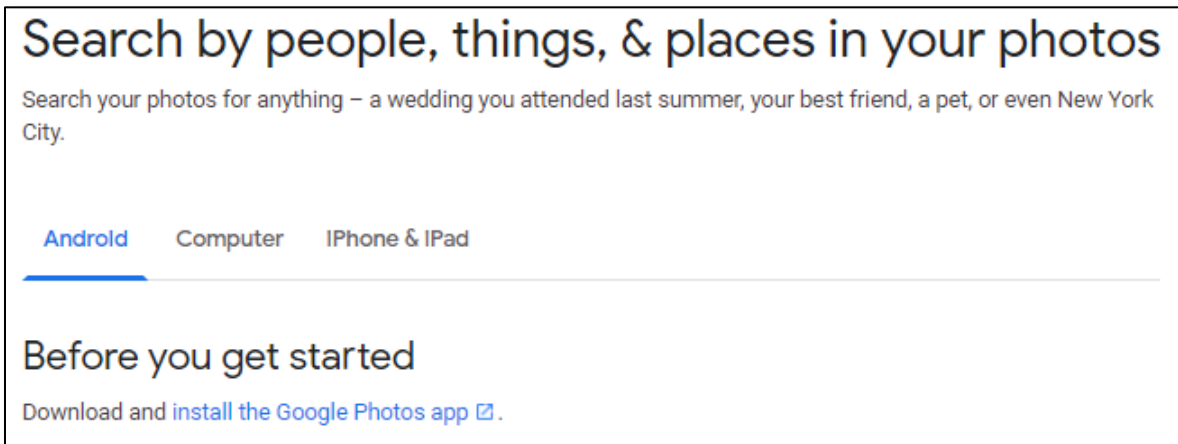 Search by people, things, & places in your photos
Search your photos for anything – a wedding you attended last summer, your best friend, a pet, or even New York
City.
Android Computer iPhone & iPad
Before you get started
Download and install the Google Photos app.